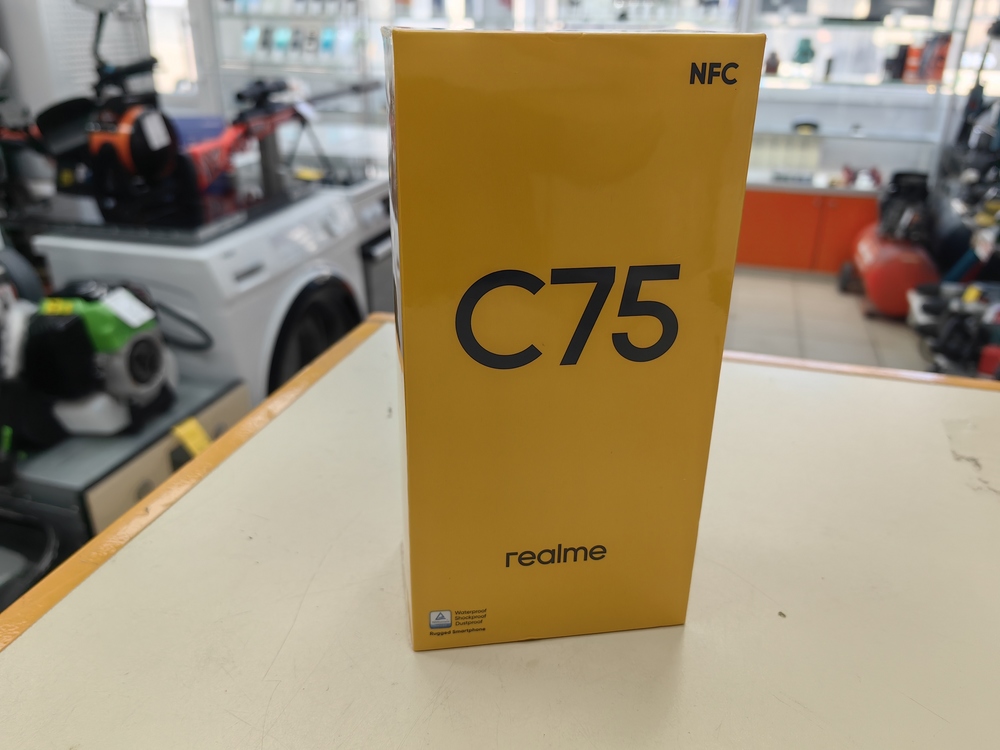 NFC
C75
realme
Waterproof
Shockproof
Dustproof
Rugged Smartphone